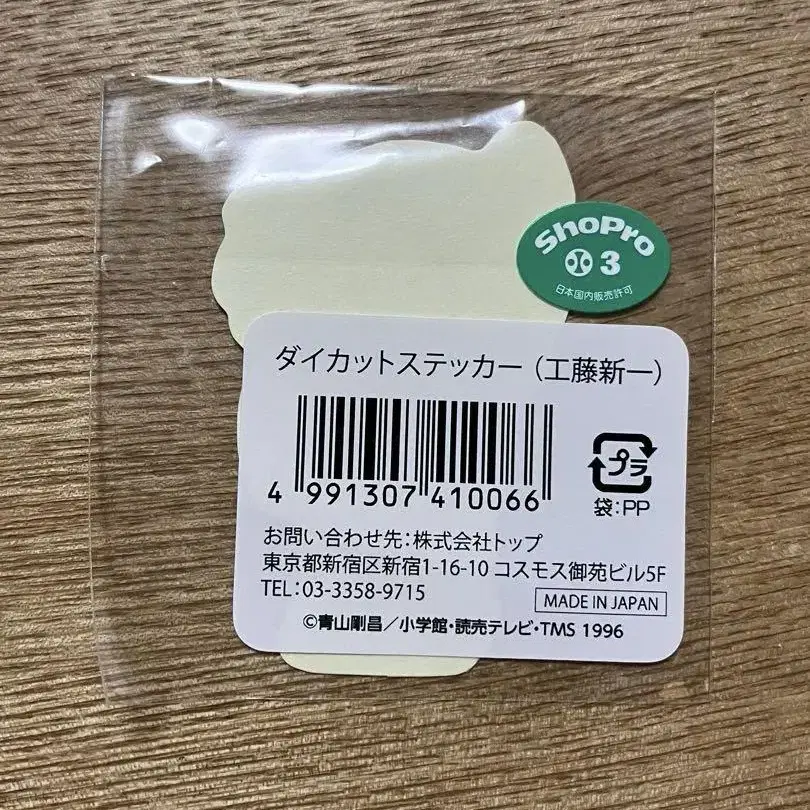 ShoPro
3
日本国内販売許可
ダイカットステッカー（工藤新一）
4 991307 410066
プラ
袋:PP
お問い合わせ先:株式会社トップ
東京都新宿区新宿1-16-10 コスモス御苑ビル5F
TEL:03-3358-9715
MADE IN JAPAN
©青山剛昌／小学館・読売テレビ・TMS 1996